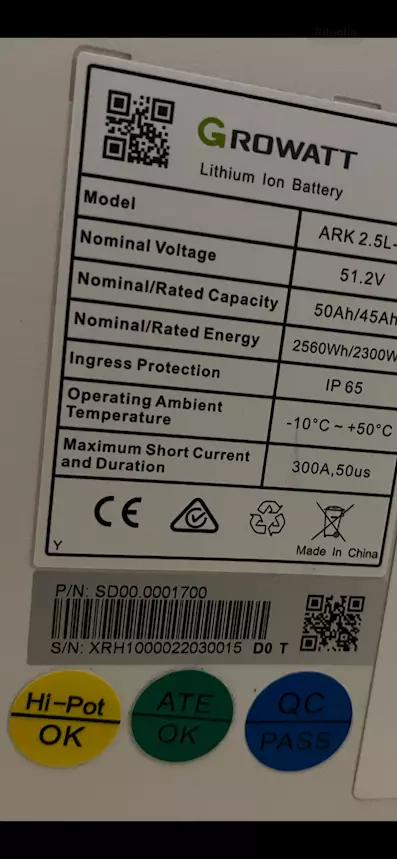 GROWATT
Lithium Ion Battery
Model ARK 2.5L-
Nominal Voltage 51.2V
Nominal/Rated Capacity 50Ah/45Ah
Nominal/Rated Energy 2560Wh/2300W
Ingress Protection IP 65
Operating Ambient
Temperature -10°C ~ +50°C
Maximum Short Current
and Duration 300A,50us
CE
Y Made In China
P/N: SD00.0001700
S/N: XRH1000022030015 D0 T
Hi-Pot
OK
ATE
OK
QC
PASS